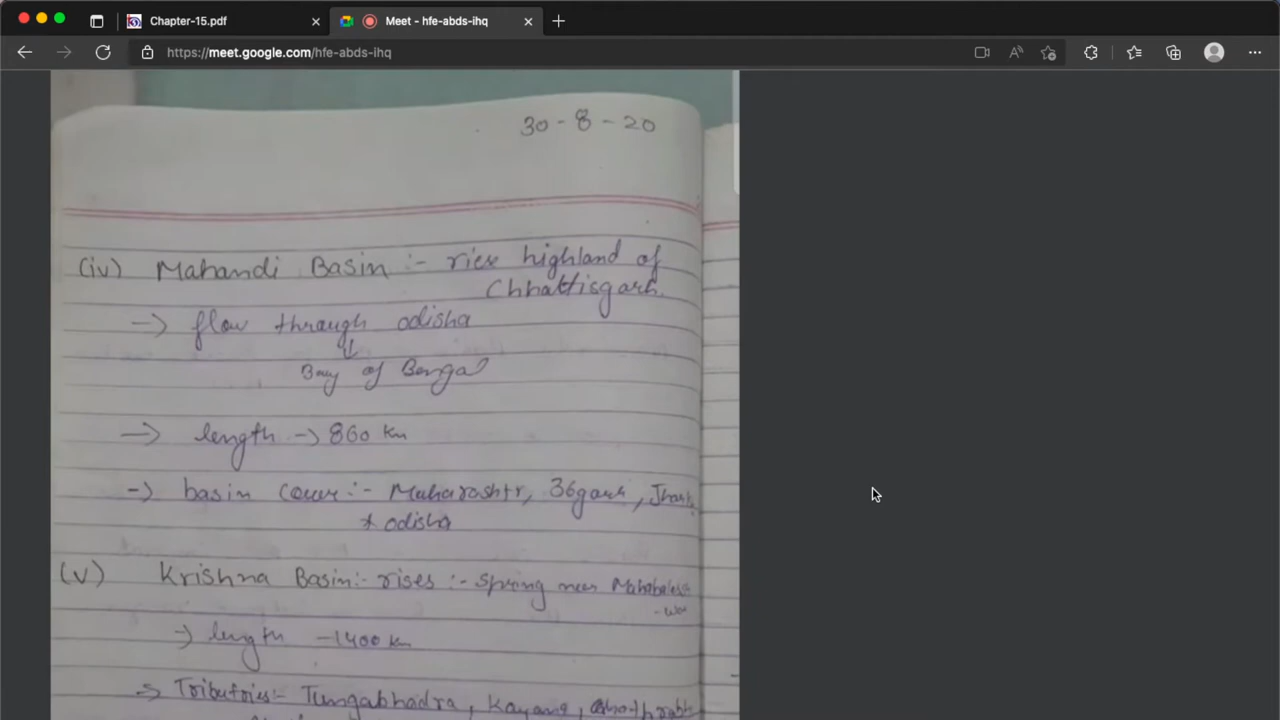 Chapter-15.pdf
Meet - hfe-abds-ihq
https://meet.google.com/hfe-abds-ihq
30-8-20
(iv) Mahandi Basin :- rise highland of
Chhattisgarh
-> flow through odisha
Bay of Bengal
-> length -> 860 km
-> basin cover :- Maharashtr, 36garh, Jhark
+ odisha
(v) Krishna Basin :- rises :- spring near Mahabalesh
-war
-> length -1400 km
-> Tributries :- Tungabhadra,